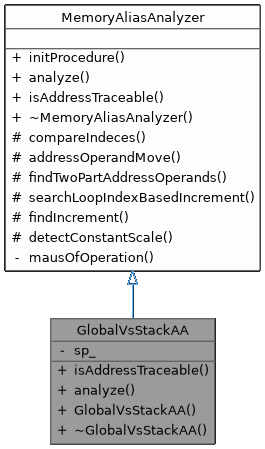 MemoryAliasAnalyzer
+ initProcedure()
+ analyze()
+ isAddressTraceable()
+ ~MemoryAliasAnalyzer()
# compareIndeces()
# addressOperandMove()
# findTwoPartAddressOperands()
# searchLoopIndexBasedIncrement()
# findIncrement()
# detectConstantScale()
- mausOfOperation()
GlobalVsStackAA
- sp_
+ isAddressTraceable()
+ analyze()
+ GlobalVsStackAA()
+ ~GlobalVsStackAA()